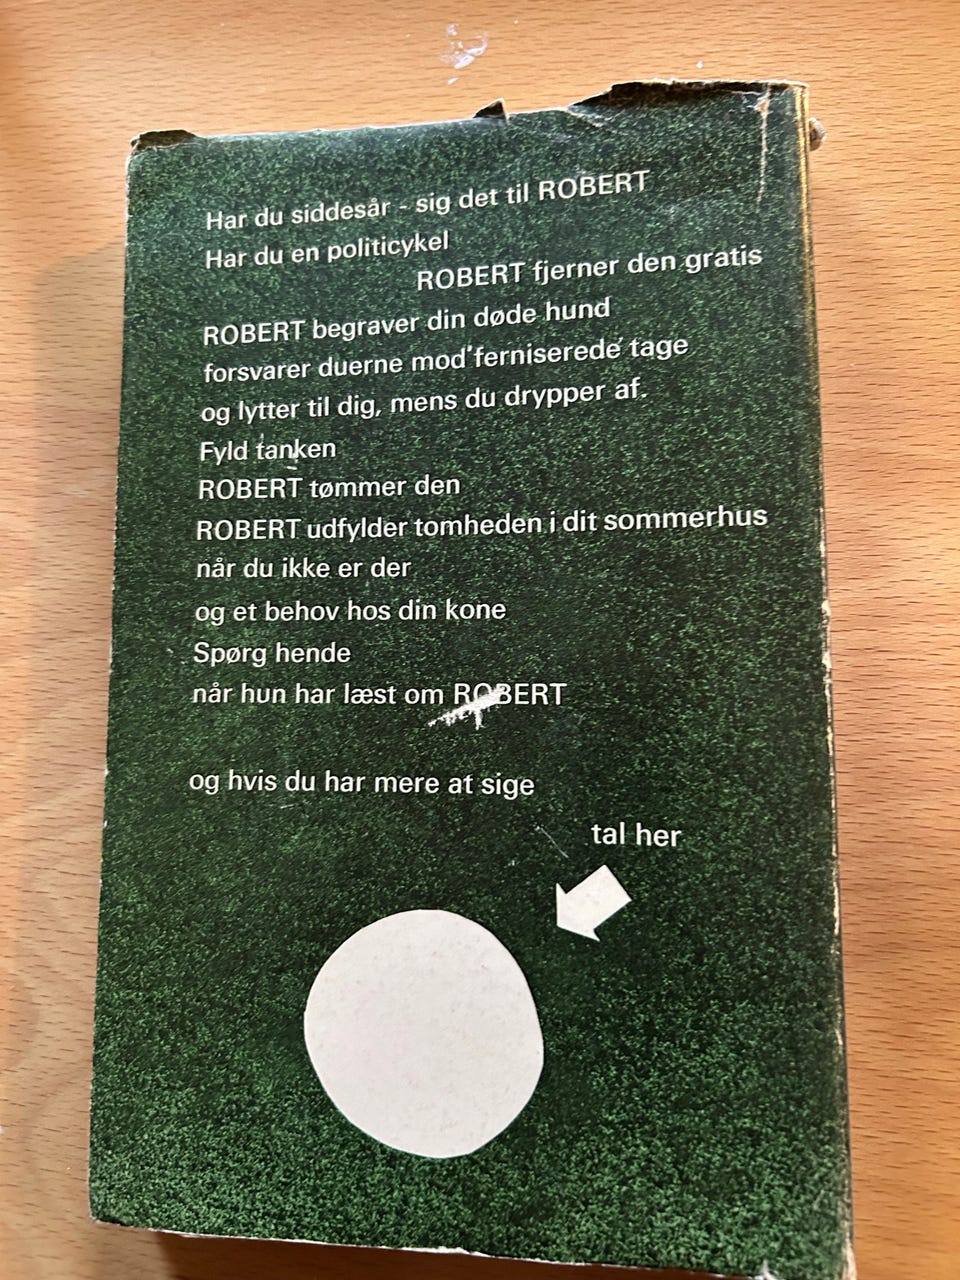 Har du siddesår - sig det til ROBERT
Har du en politicykel
ROBERT fjerner den gratis
ROBERT begraver din døde hund
forsvarer duerne mod ferniserede tage
og lytter til dig, mens du drypper af.
Fyld tanken
ROBERT tømmer den
ROBERT udfylder tomheden i dit sommerhus
når du ikke er der
og et behov hos din kone
Spørg hende
når hun har læst om ROBERT
og hvis du har mere at sige
tal her